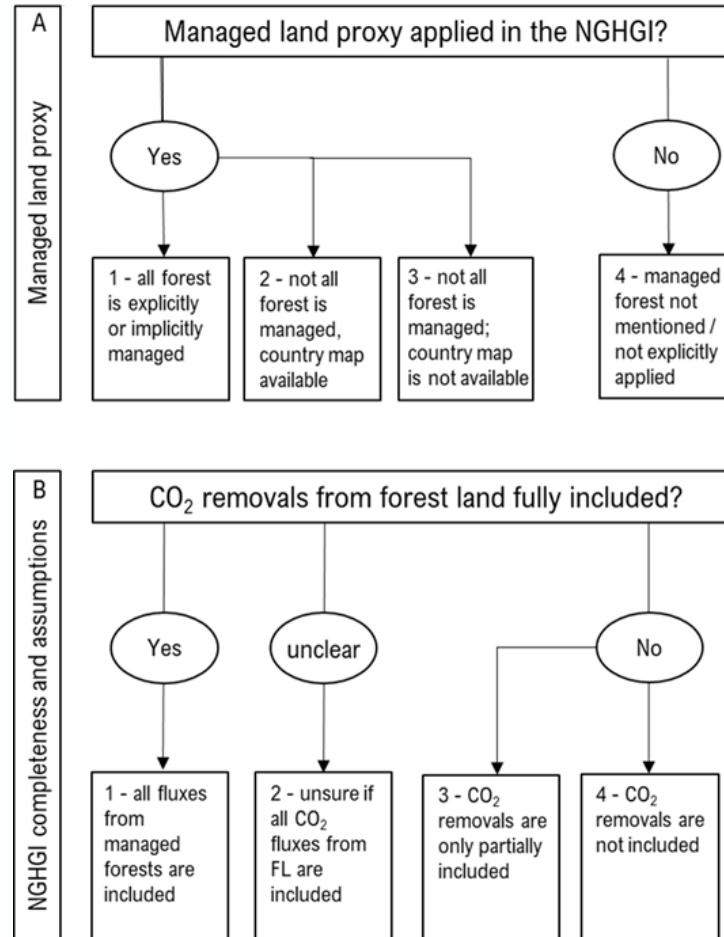 A
Managed land proxy
Managed land proxy applied in the NGHGI?
Yes
No
1 - all forest
is explicitly
or implicitly
managed
2 - not all
forest is
managed,
country map
available
3 - not all
forest is
managed;
country map
is not available
4 - managed
forest not
mentioned /
not explicitly
applied
B
NGHGI completeness and assumptions
CO₂ removals from forest land fully included?
Yes
unclear
No
1 - all fluxes
from
managed
forests are
included
2 - unsure if
all CO₂
fluxes from
FL are
included
3 - CO₂
removals are
only partially
included
4 - CO₂
removals are
not included